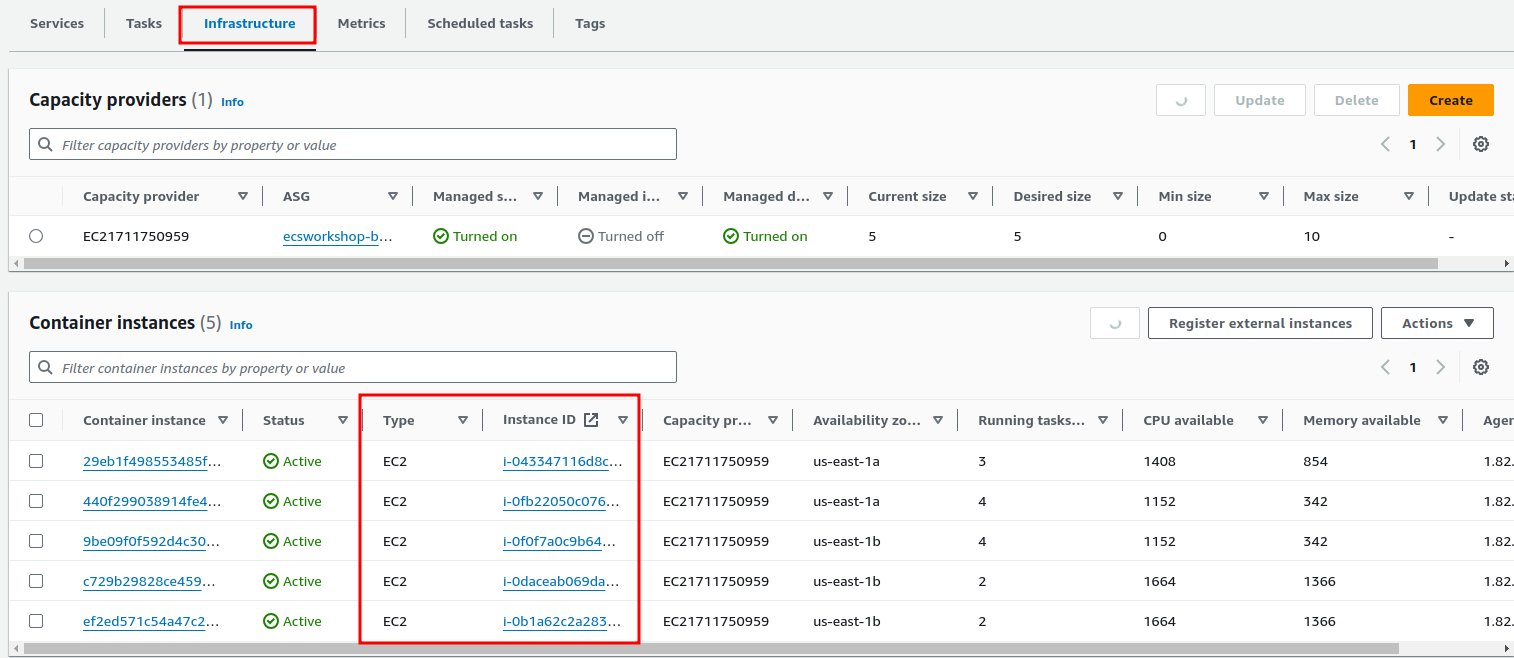 Services Tasks Infrastructure Metrics Scheduled tasks Tags
Capacity providers (1) Info Update Delete Create
Filter capacity providers by property or value 1
Capacity provider ASG Managed s... Managed i... Managed d... Current size Desired size Min size Max size Update sta
EC21711750959 ecsworkshop-b... Turned on Turned off Turned on 5 5 0 10 -
Container instances (5) Info Register external instances Actions
Filter container instances by property or value 1
Container instance Status Type Instance ID Capacity pr... Availability zo... Running tasks... CPU available Memory available Agen
29eb1f498553485f... Active EC2 i-043347116d8c... EC21711750959 us-east-1a 3 1408 854 1.82.
440f299038914fe4... Active EC2 i-0fb22050c076... EC21711750959 us-east-1a 4 1152 342 1.82.
9be09f0f592d4c30... Active EC2 i-0f0f7a0c9b64... EC21711750959 us-east-1b 4 1152 342 1.82.
c729b29828ce459... Active EC2 i-0daceab069da... EC21711750959 us-east-1b 2 1664 1366 1.82.
ef2ed571c54a47c2... Active EC2 i-0b1a62c2a283... EC21711750959 us-east-1b 2 1664 1366 1.82.